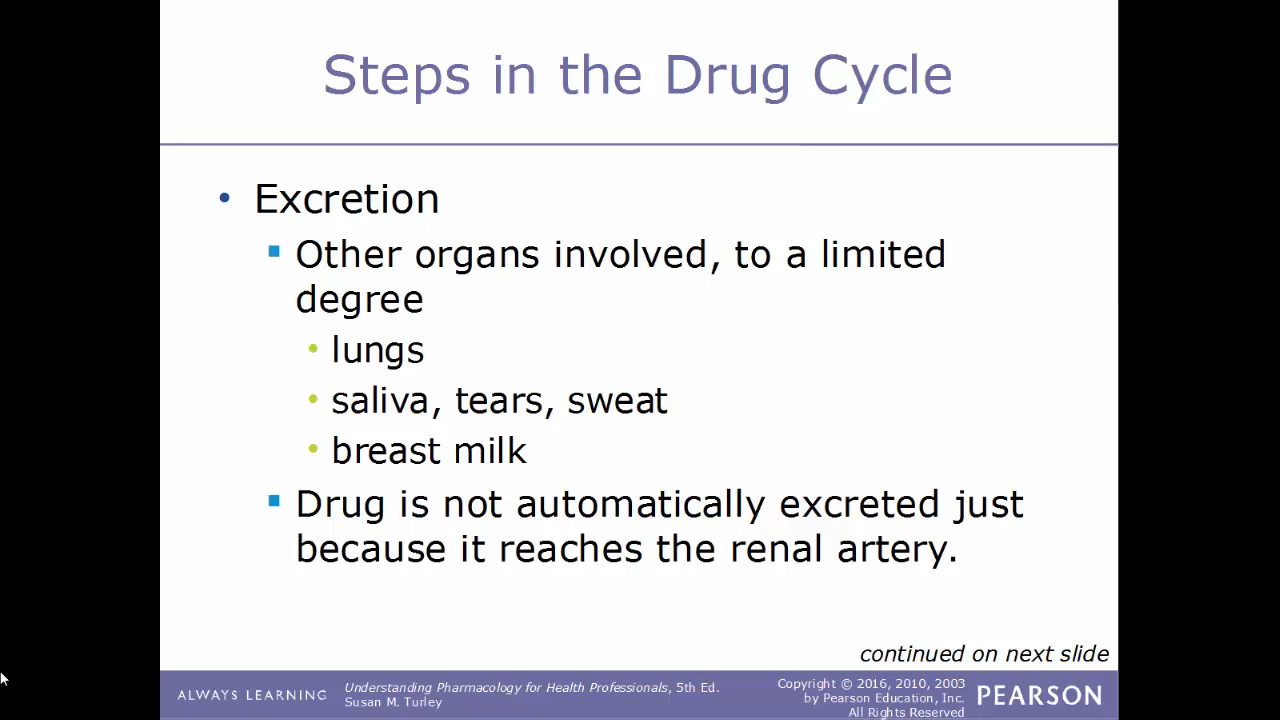 Steps in the Drug Cycle
• Excretion
▪ Other organs involved, to a limited
degree
• lungs
• saliva, tears, sweat
• breast milk
▪ Drug is not automatically excreted just
because it reaches the renal artery.
continued on next slide
ALWAYS LEARNING
Understanding Pharmacology for Health Professionals, 5th Ed.
Susan M. Turley
Copyright © 2016, 2010, 2003
by Pearson Education, Inc.
All Rights Reserved
PEARSON